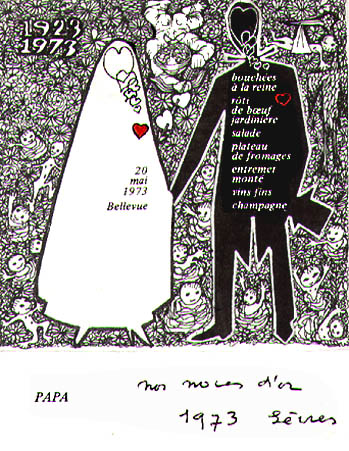 1923
1973
bouchées
à la reine
rôti
de bœuf
jardinière
salade
plateau
de fromages
entremet
monté
vins fins
champagne
20
mai
1973
Bellevue
PAPA
nos noces d'or
1973 Sèvres